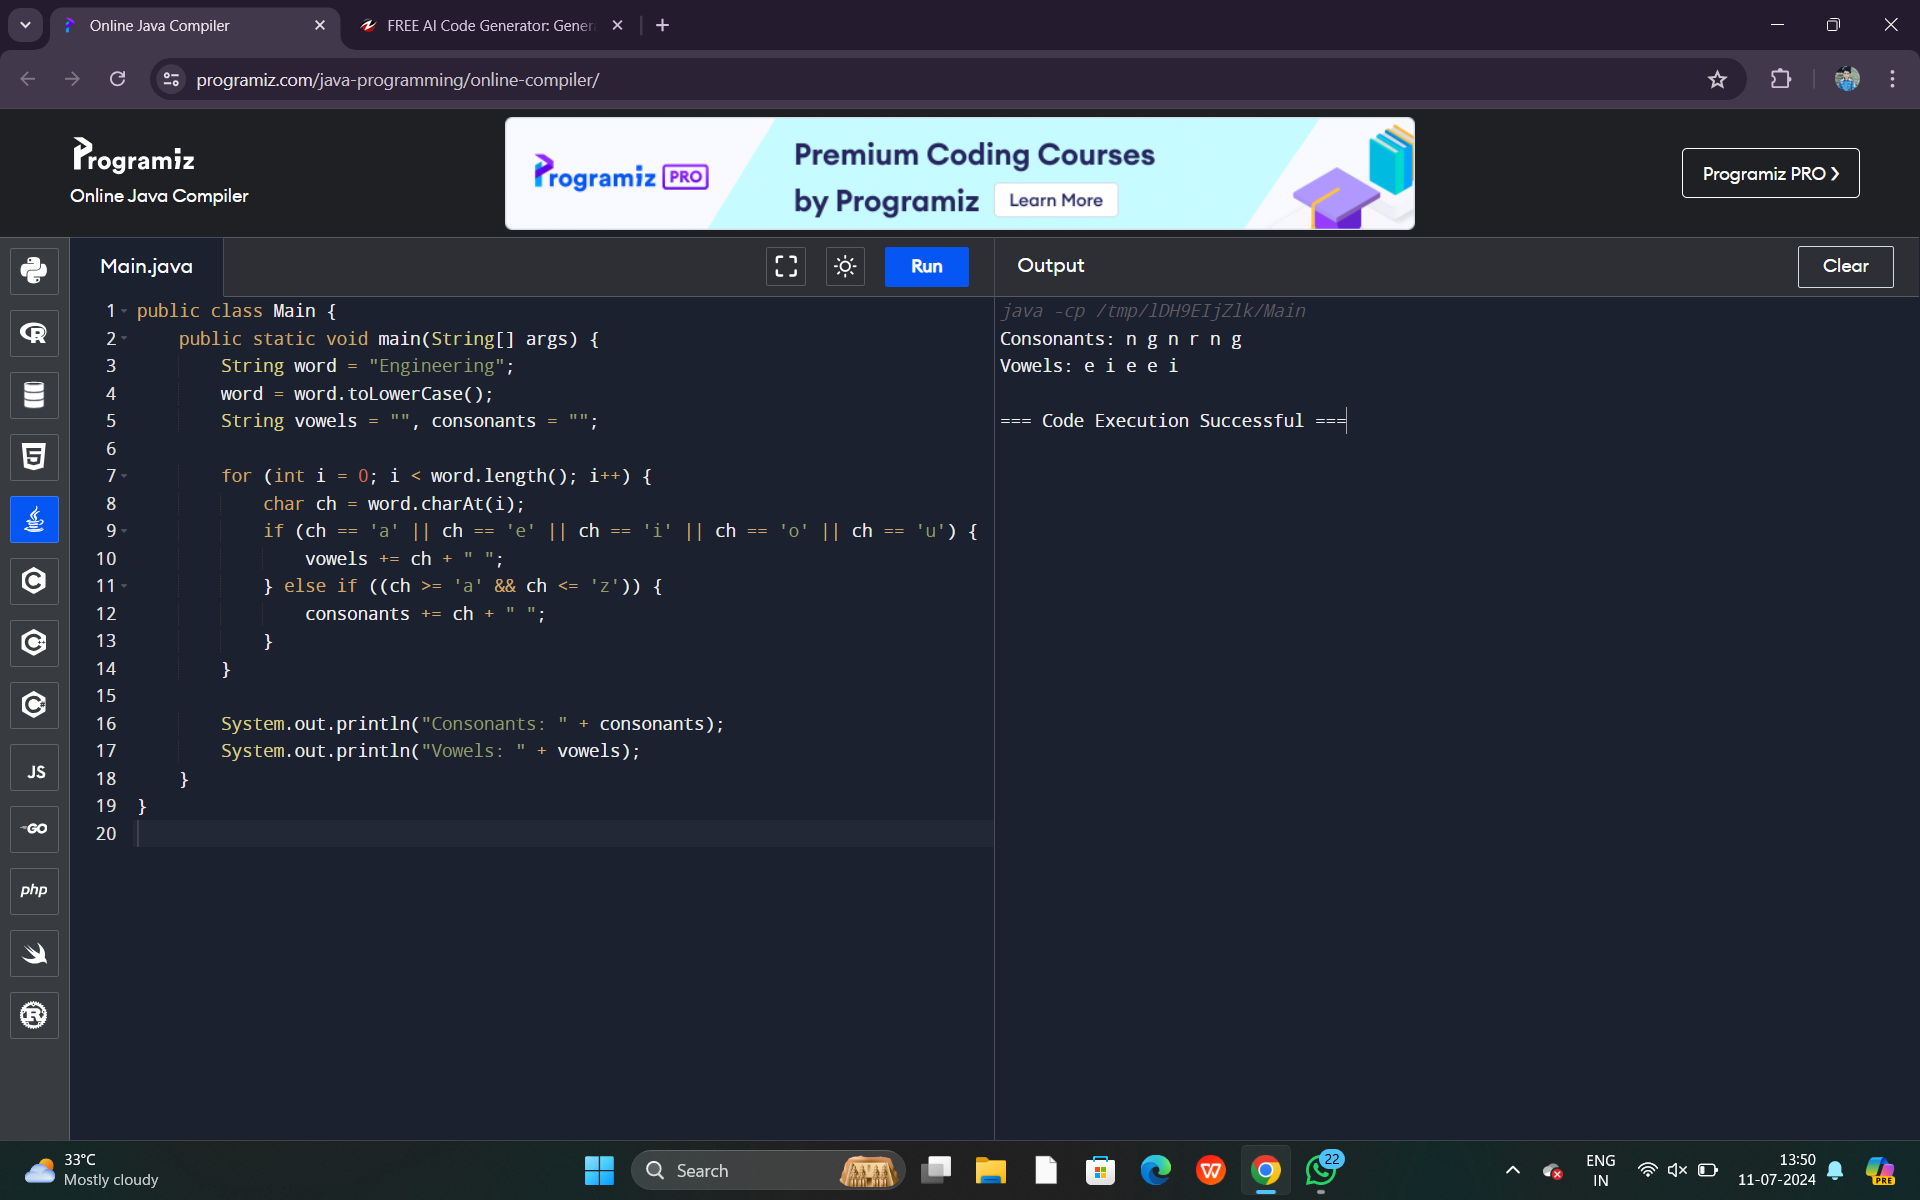 Online Java Compiler
FREE AI Code Generator: Gener
programiz.com/java-programming/online-compiler/
Programiz
Online Java Compiler
Programiz PRO
Premium Coding Courses
by Programiz
Learn More
Programiz PRO ❯
Main.java
Run
Output
Clear
1 public class Main {
2     public static void main(String[] args) {
3         String word = "Engineering";
4         word = word.toLowerCase();
5         String vowels = "", consonants = "";
6
7         for (int i = 0; i < word.length(); i++) {
8             char ch = word.charAt(i);
9             if (ch == 'a' || ch == 'e' || ch == 'i' || ch == 'o' || ch == 'u') {
10                 vowels += ch + " ";
11             } else if ((ch >= 'a' && ch <= 'z')) {
12                 consonants += ch + " ";
13             }
14         }
15
16         System.out.println("Consonants: " + consonants);
17         System.out.println("Vowels: " + vowels);
18     }
19 }
20
java -cp /tmp/lDH9EIjZlk/Main
Consonants: n g n r n g
Vowels: e i e e i
=== Code Execution Successful ===
JS
GO
php
33°C
Mostly cloudy
Search
22
ENG
IN
13:50
11-07-2024
PRE